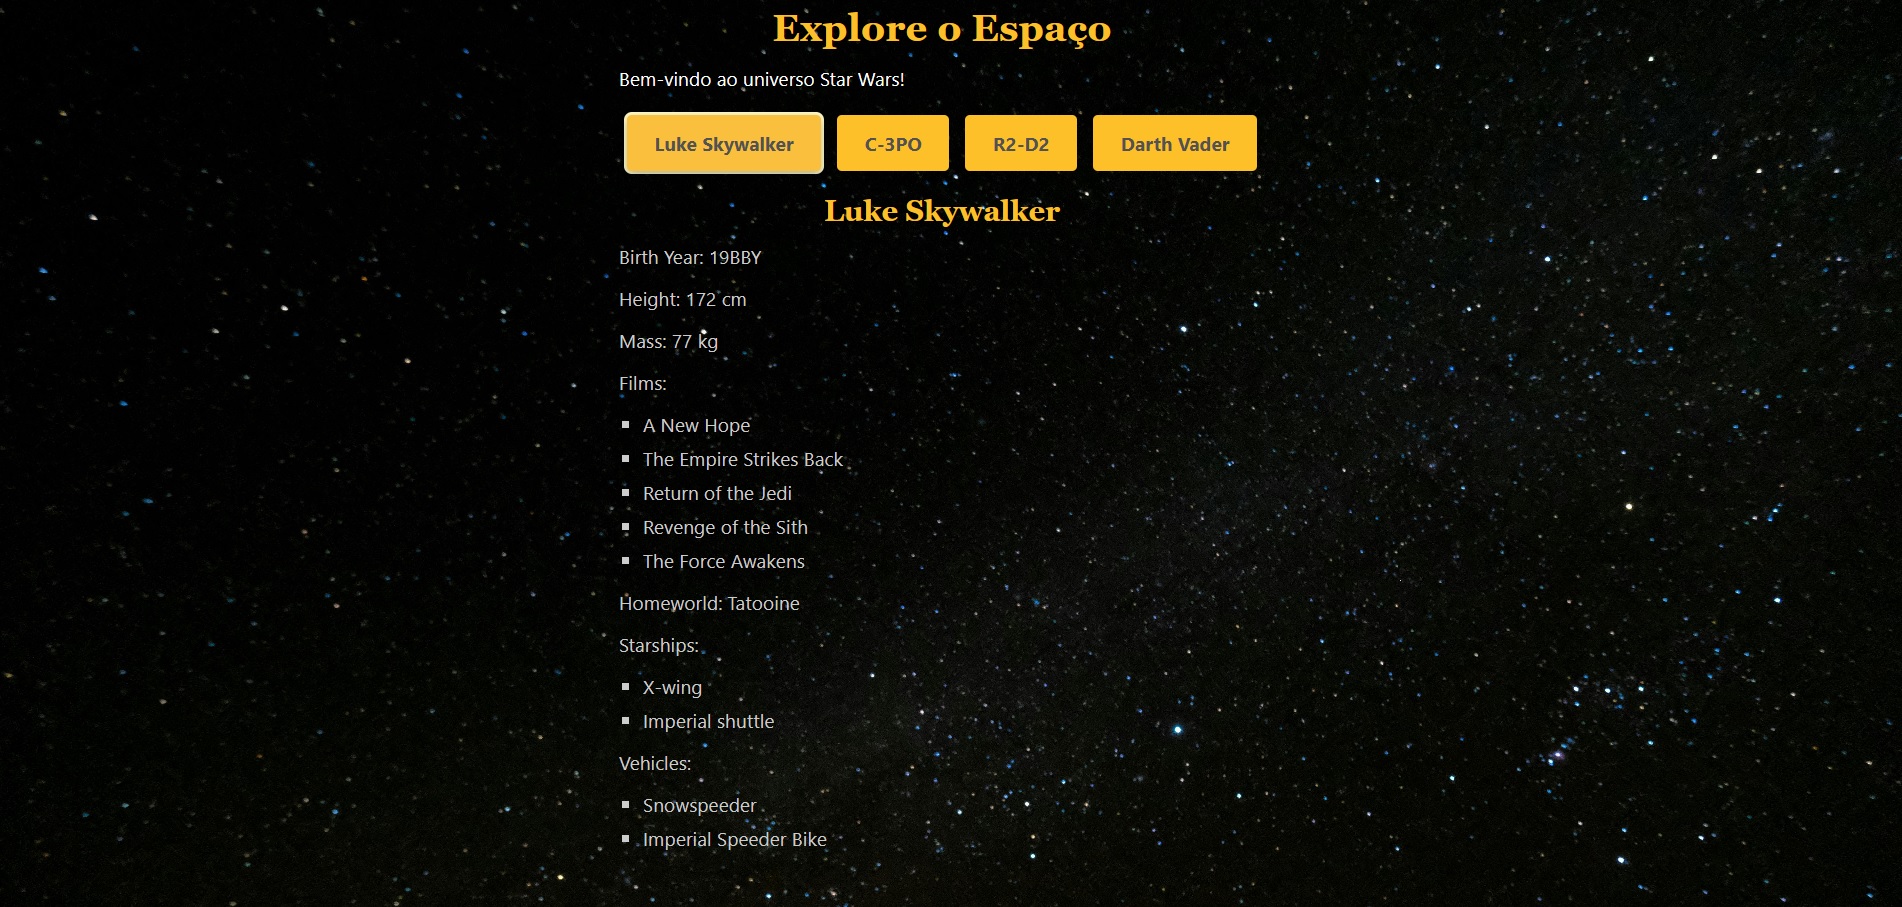 Explore o Espaço
Bem-vindo ao universo Star Wars!
Luke Skywalker C-3PO R2-D2 Darth Vader
Luke Skywalker
Birth Year: 19BBY
Height: 172 cm
Mass: 77 kg
Films:
A New Hope
The Empire Strikes Back
Return of the Jedi
Revenge of the Sith
The Force Awakens
Homeworld: Tatooine
Starships:
X-wing
Imperial shuttle
Vehicles:
Snowspeeder
Imperial Speeder Bike